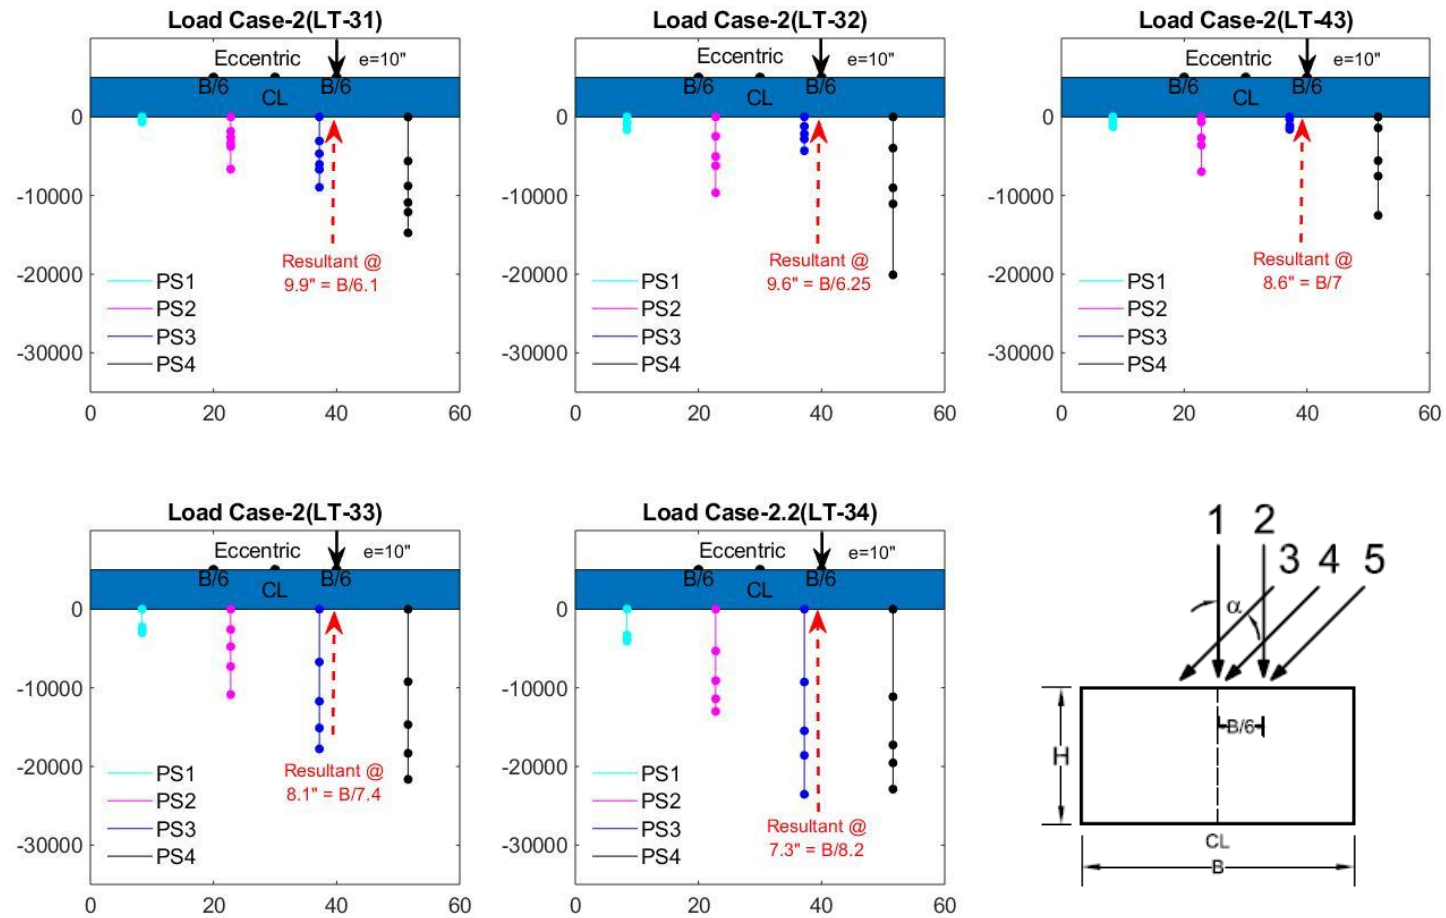 Load Case-2(LT-31)
Eccentric
e=10"
B/6
B/6
CL
0
-10000
-20000
-30000
Resultant @
9.9" = B/6.1
PS1
PS2
PS3
PS4
0
20
40
60
Load Case-2(LT-32)
Eccentric
e=10"
B/6
B/6
CL
0
-10000
-20000
-30000
Resultant @
9.6" = B/6.25
PS1
PS2
PS3
PS4
0
20
40
60
Load Case-2(LT-43)
Eccentric
e=10"
B/6
B/6
CL
0
-10000
-20000
-30000
Resultant @
8.6" = B/7
PS1
PS2
PS3
PS4
0
20
40
60
Load Case-2(LT-33)
Eccentric
e=10"
B/6
B/6
CL
0
-10000
-20000
-30000
Resultant @
8.1" = B/7.4
PS1
PS2
PS3
PS4
0
20
40
60
Load Case-2.2(LT-34)
Eccentric
e=10"
B/6
B/6
CL
0
-10000
-20000
-30000
Resultant @
7.3" = B/8.2
PS1
PS2
PS3
PS4
0
20
40
60
1 2
3 4 5
α
B/6
H
CL
B